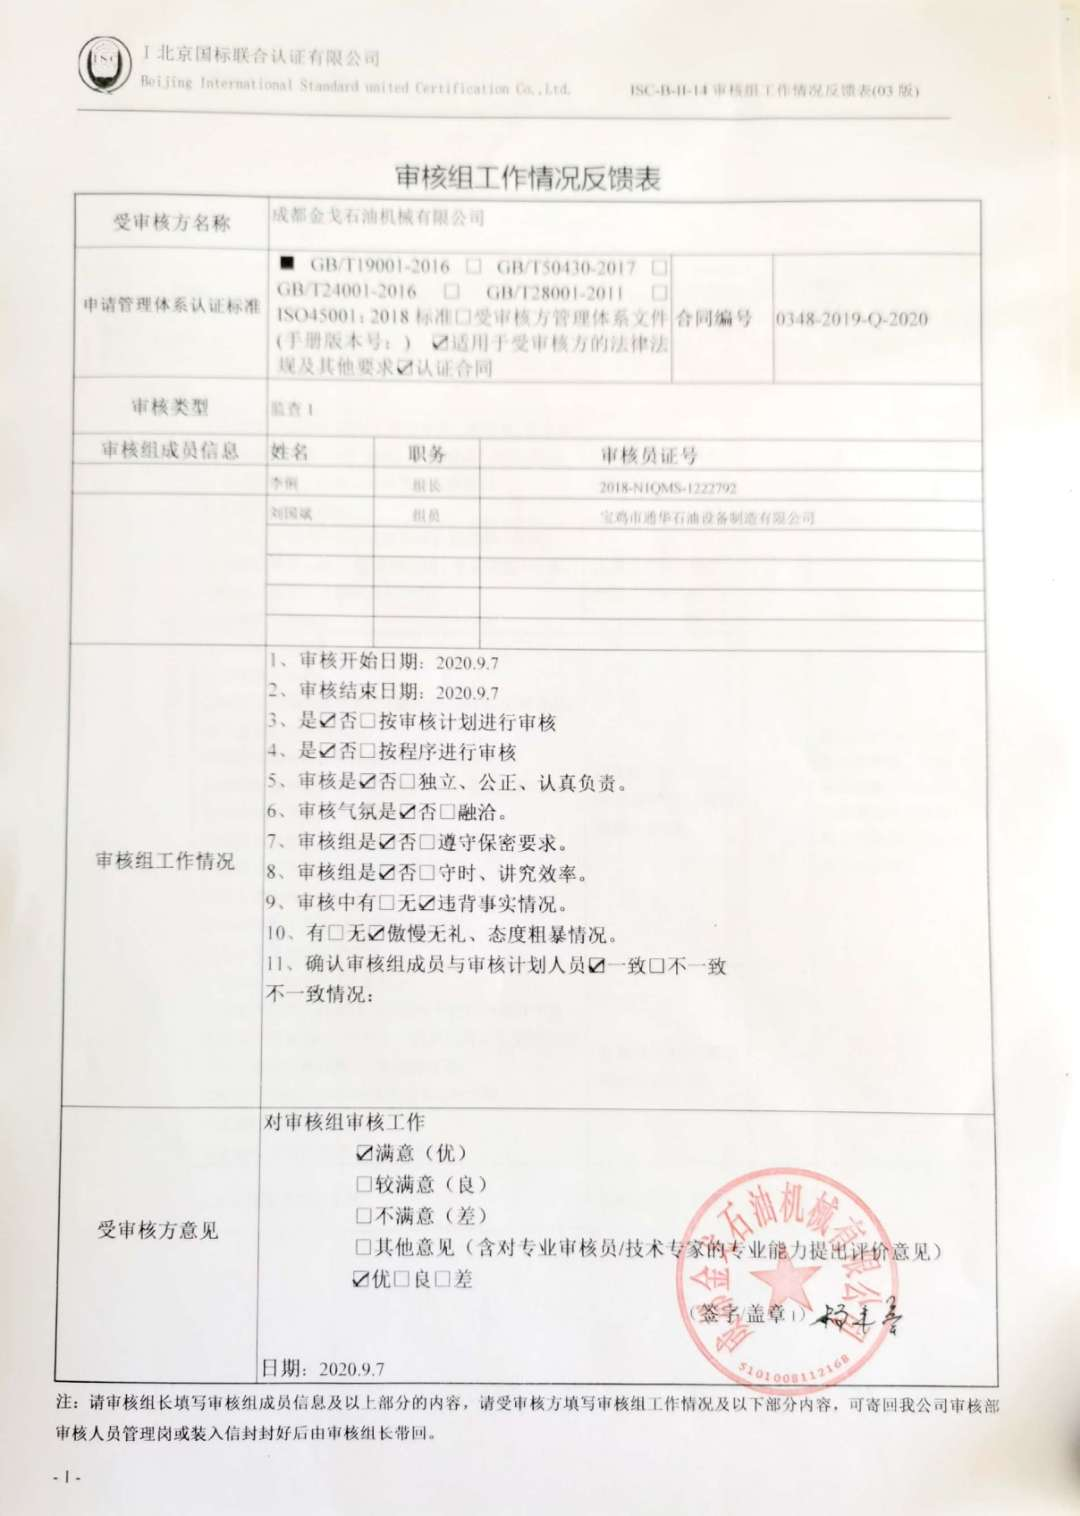 ISC
I 北京国标联合认证有限公司
Beijing International Standard united Certification Co.,Ltd.
ISC-B-II-14 审核组工作情况反馈表(03 版)
审核组工作情况反馈表
受审核方名称
成都金戈石油机械有限公司
申请管理体系认证标准
■ GB/T19001-2016 □ GB/T50430-2017 □
GB/T24001-2016 □ GB/T28001-2011 □
ISO45001:2018 标准□受审核方管理体系文件
(手册版本号:) ☑适用于受审核方的法律法
规及其他要求☑认证合同
合同编号
0348-2019-Q-2020
审核类型
监查 1
审核组成员信息 姓名 职务 审核员证号
李俐 组长 2018-N1QMS-1222792
刘国斌 组员 宝鸡市通华石油设备制造有限公司
审核组工作情况
1、审核开始日期: 2020.9.7
2、审核结束日期: 2020.9.7
3、是☑否□按审核计划进行审核
4、是☑否□按程序进行审核
5、审核是☑否□独立、公正、认真负责。
6、审核气氛是☑否□融洽。
7、审核组是☑否□遵守保密要求。
8、审核组是☑否□守时、讲究效率。
9、审核中有□无☑违背事实情况。
10、有□无☑傲慢无礼、态度粗暴情况。
11、确认审核组成员与审核计划人员☑一致□不一致
不一致情况:
受审核方意见
对审核组审核工作
☑满意（优）
□较满意（良）
□不满意（差）
□其他意见（含对专业审核员/技术专家的专业能力提出评价意见）
☑优□良□差
（签字/盖章）
成都金戈石油机械有限公司
5101008112168
日期: 2020.9.7
注: 请审核组长填写审核组成员信息及以上部分的内容，请受审核方填写审核组工作情况及以下部分内容，可寄回我公司审核部
审核人员管理岗或装入信封封好后由审核组长带回。
- 1 -